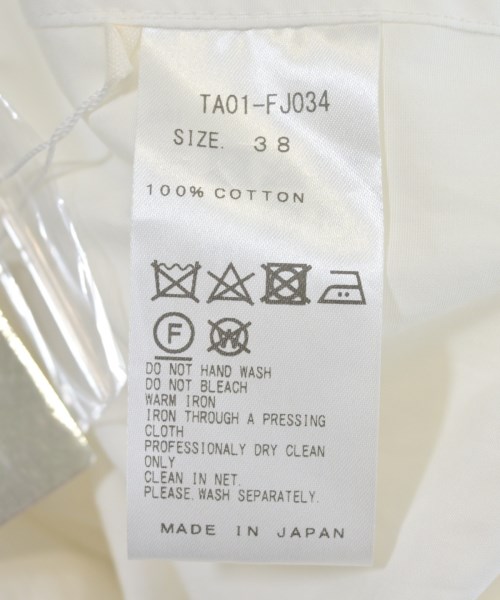 TA01-FJ034
SIZE. 38
100% COTTON
F W
DO NOT HAND WASH
DO NOT BLEACH
WARM IRON
IRON THROUGH A PRESSING
CLOTH
PROFESSIONALY DRY CLEAN
ONLY
CLEAN IN NET.
PLEASE.WASH SEPARATELY.
MADE IN JAPAN